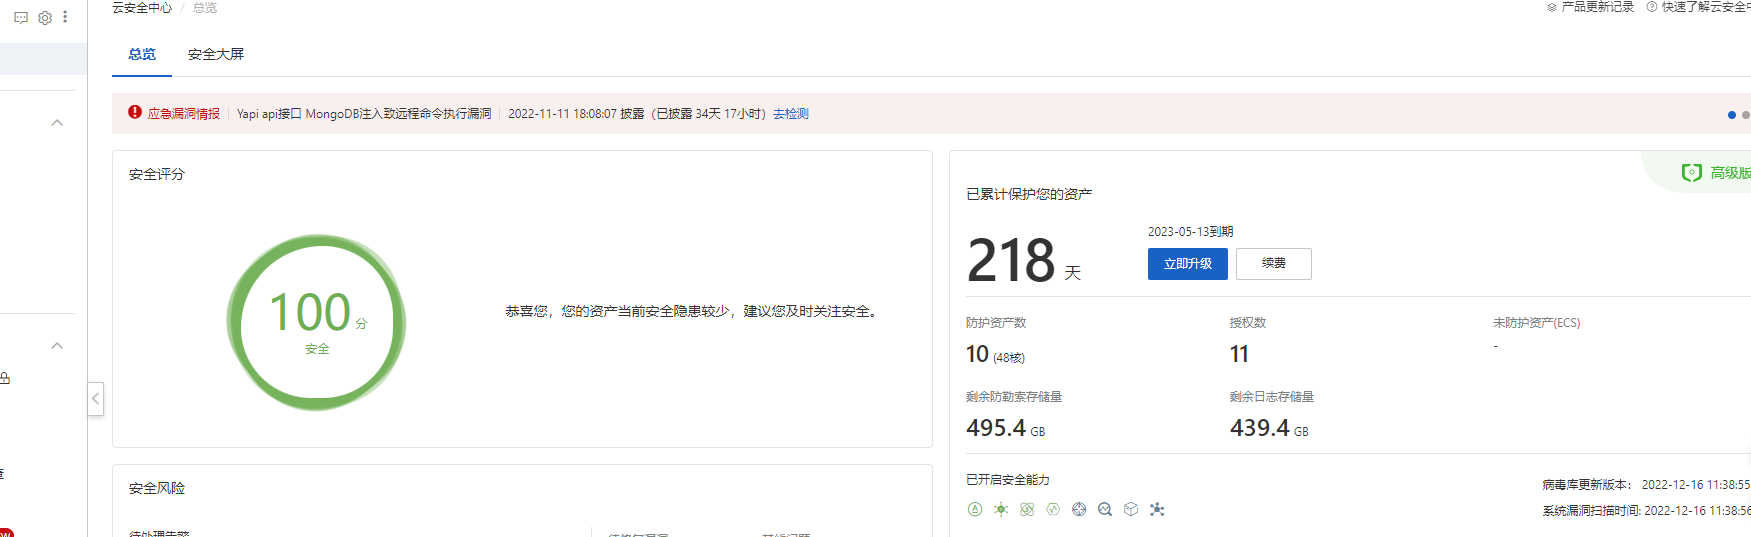 云安全中心 / 总览
产品更新记录 快速了解云安全中
总览 安全大屏
应急漏洞情报 Yapi api接口 MongoDB注入致远程命令执行漏洞 2022-11-11 18:08:07 披露（已披露 34天 17小时）去检测
安全评分
100 分
安全
恭喜您，您的资产当前安全隐患较少，建议您及时关注安全。
高级版
已累计保护您的资产
218 天
2023-05-13到期
立即升级 续费
防护资产数 授权数 未防护资产(ECS)
10 (48核) 11 -
剩余防勒索存储量 剩余日志存储量
495.4 GB 439.4 GB
已开启安全能力
病毒库更新版本： 2022-12-16 11:38:55
系统漏洞扫描时间: 2022-12-16 11:38:56
安全风险
待处理告警